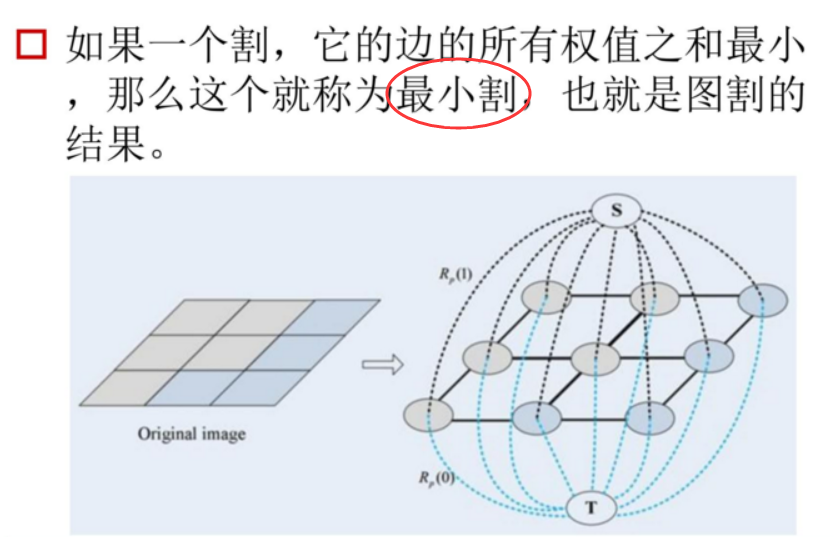 如果一个割，它的边的所有权值之和最小
，那么这个就称为最小割，也就是图割的
结果。
S
R_p(1)
Original image
R_p(0)
T